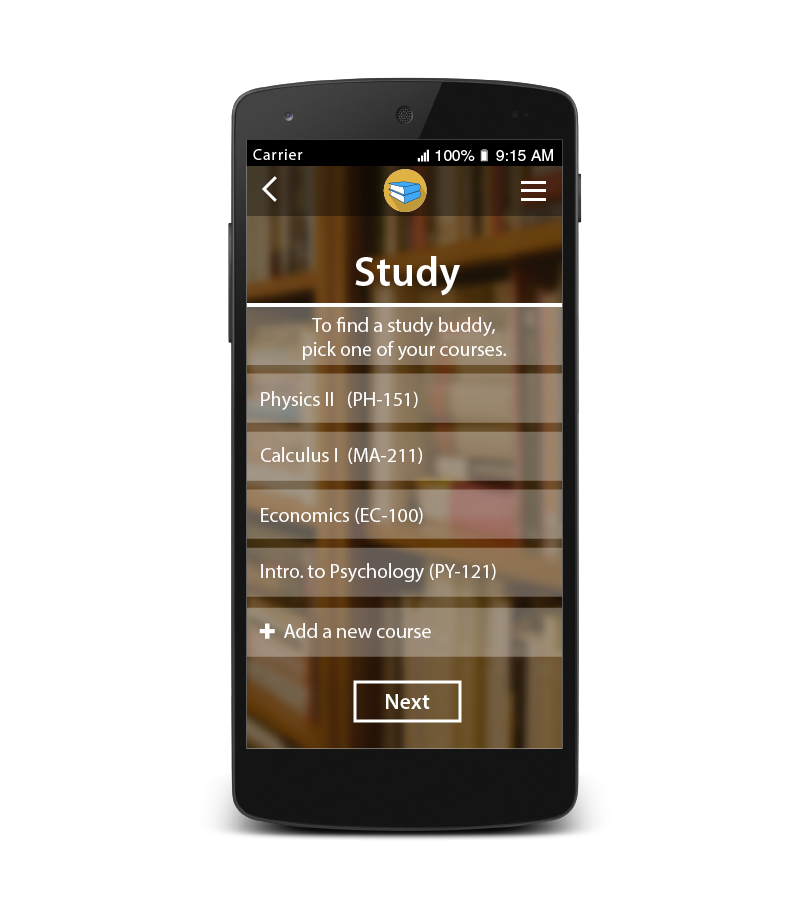 Carrier 100% 9:15 AM
Study
To find a study buddy,
pick one of your courses.
Physics II (PH-151)
Calculus I (MA-211)
Economics (EC-100)
Intro. to Psychology (PY-121)
Add a new course
Next